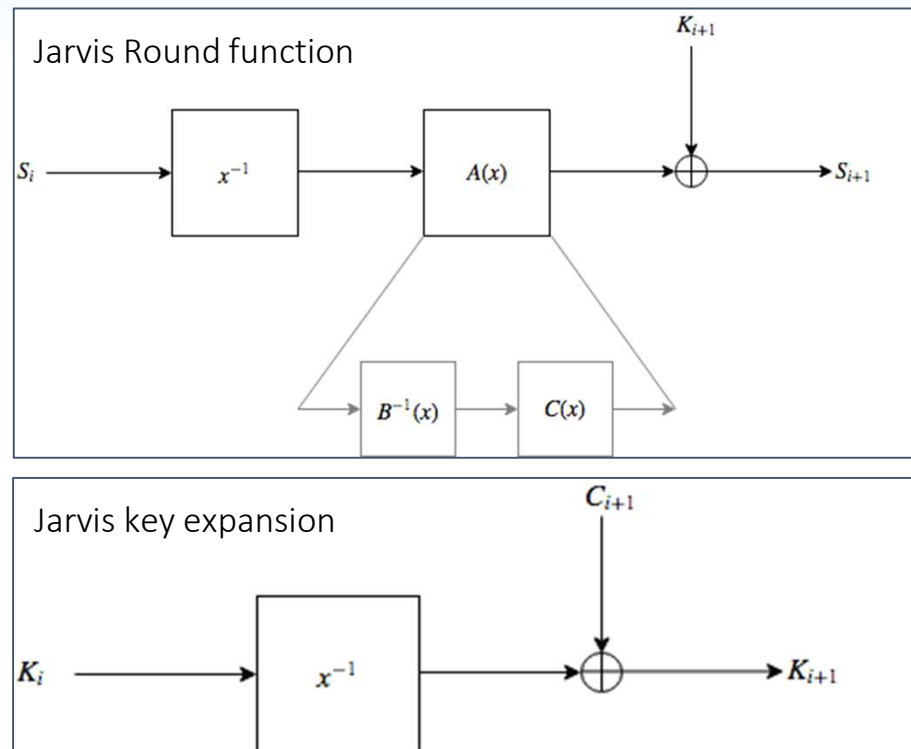 Jarvis Round function
K_{i+1}
S_i x^{-1} A(x) S_{i+1}
B^{-1}(x) C(x)
Jarvis key expansion
C_{i+1}
K_i x^{-1} K_{i+1}